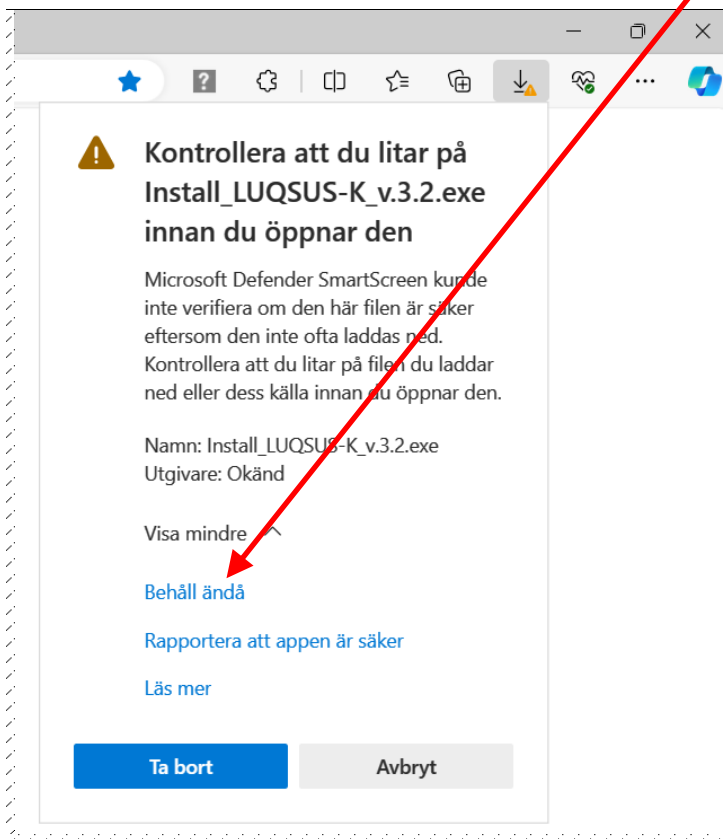 Kontrollera att du litar på
Install_LUQSUS-K_v.3.2.exe
innan du öppnar den
Microsoft Defender SmartScreen kunde
inte verifiera om den här filen är säker
eftersom den inte ofta laddas ned.
Kontrollera att du litar på filen du laddar
ned eller dess källa innan du öppnar den.
Namn: Install_LUQSUS-K_v.3.2.exe
Utgivare: Okänd
Visa mindre
Behåll ändå
Rapportera att appen är säker
Läs mer
Ta bort Avbryt